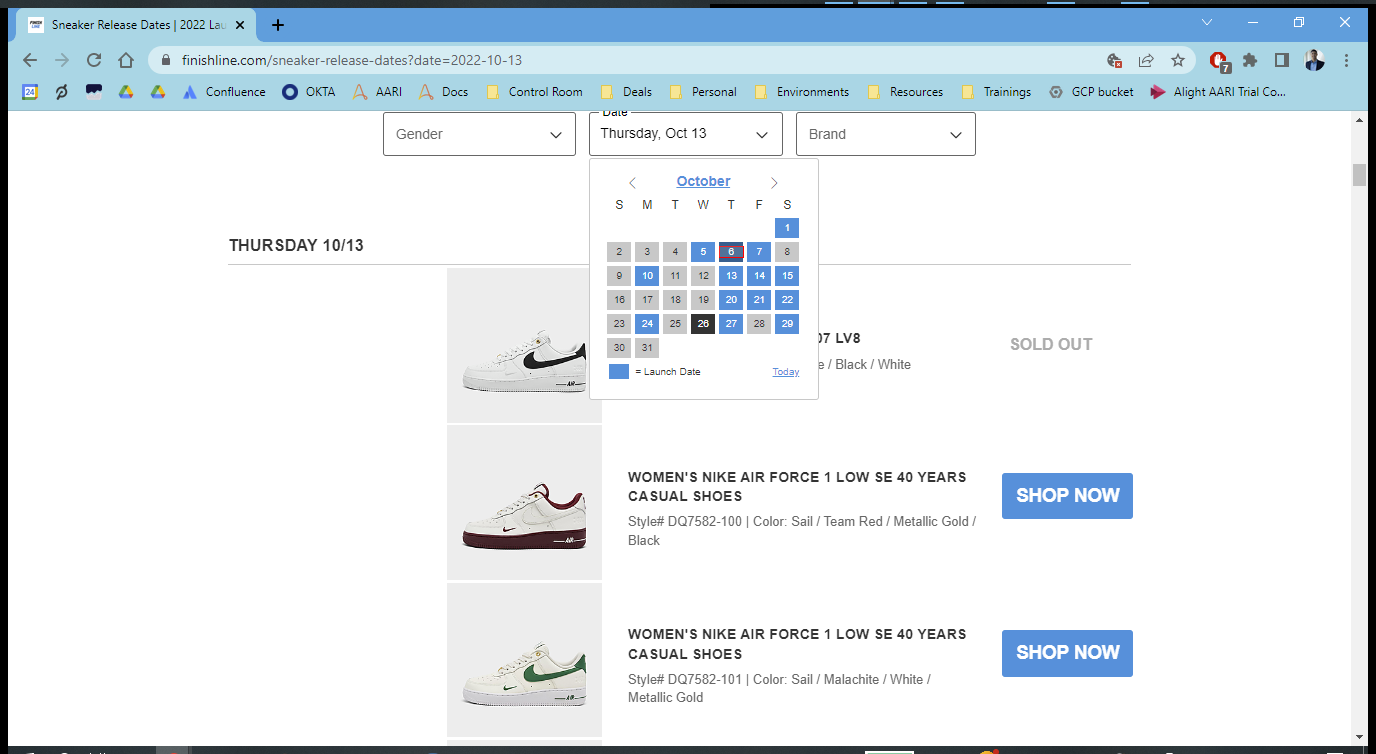 Sneaker Release Dates | 2022 Lau
finishline.com/sneaker-release-dates?date=2022-10-13
7
24
Confluence
OKTA
AARI
Docs
Control Room
Deals
Personal
Environments
Resources
Trainings
GCP bucket
Alight AARI Trial Co...
Gender
Date
Thursday, Oct 13
Brand
October
S M T W T F S
1
2 3 4 5 6 7 8
9 10 11 12 13 14 15
16 17 18 19 20 21 22
23 24 25 26 27 28 29
30 31
= Launch Date
Today
THURSDAY 10/13
07 LV8
e / Black / White
SOLD OUT
WOMEN'S NIKE AIR FORCE 1 LOW SE 40 YEARS
CASUAL SHOES
Style# DQ7582-100 | Color: Sail / Team Red / Metallic Gold /
Black
SHOP NOW
WOMEN'S NIKE AIR FORCE 1 LOW SE 40 YEARS
CASUAL SHOES
Style# DQ7582-101 | Color: Sail / Malachite / White /
Metallic Gold
SHOP NOW
AIR
AIR
AIR